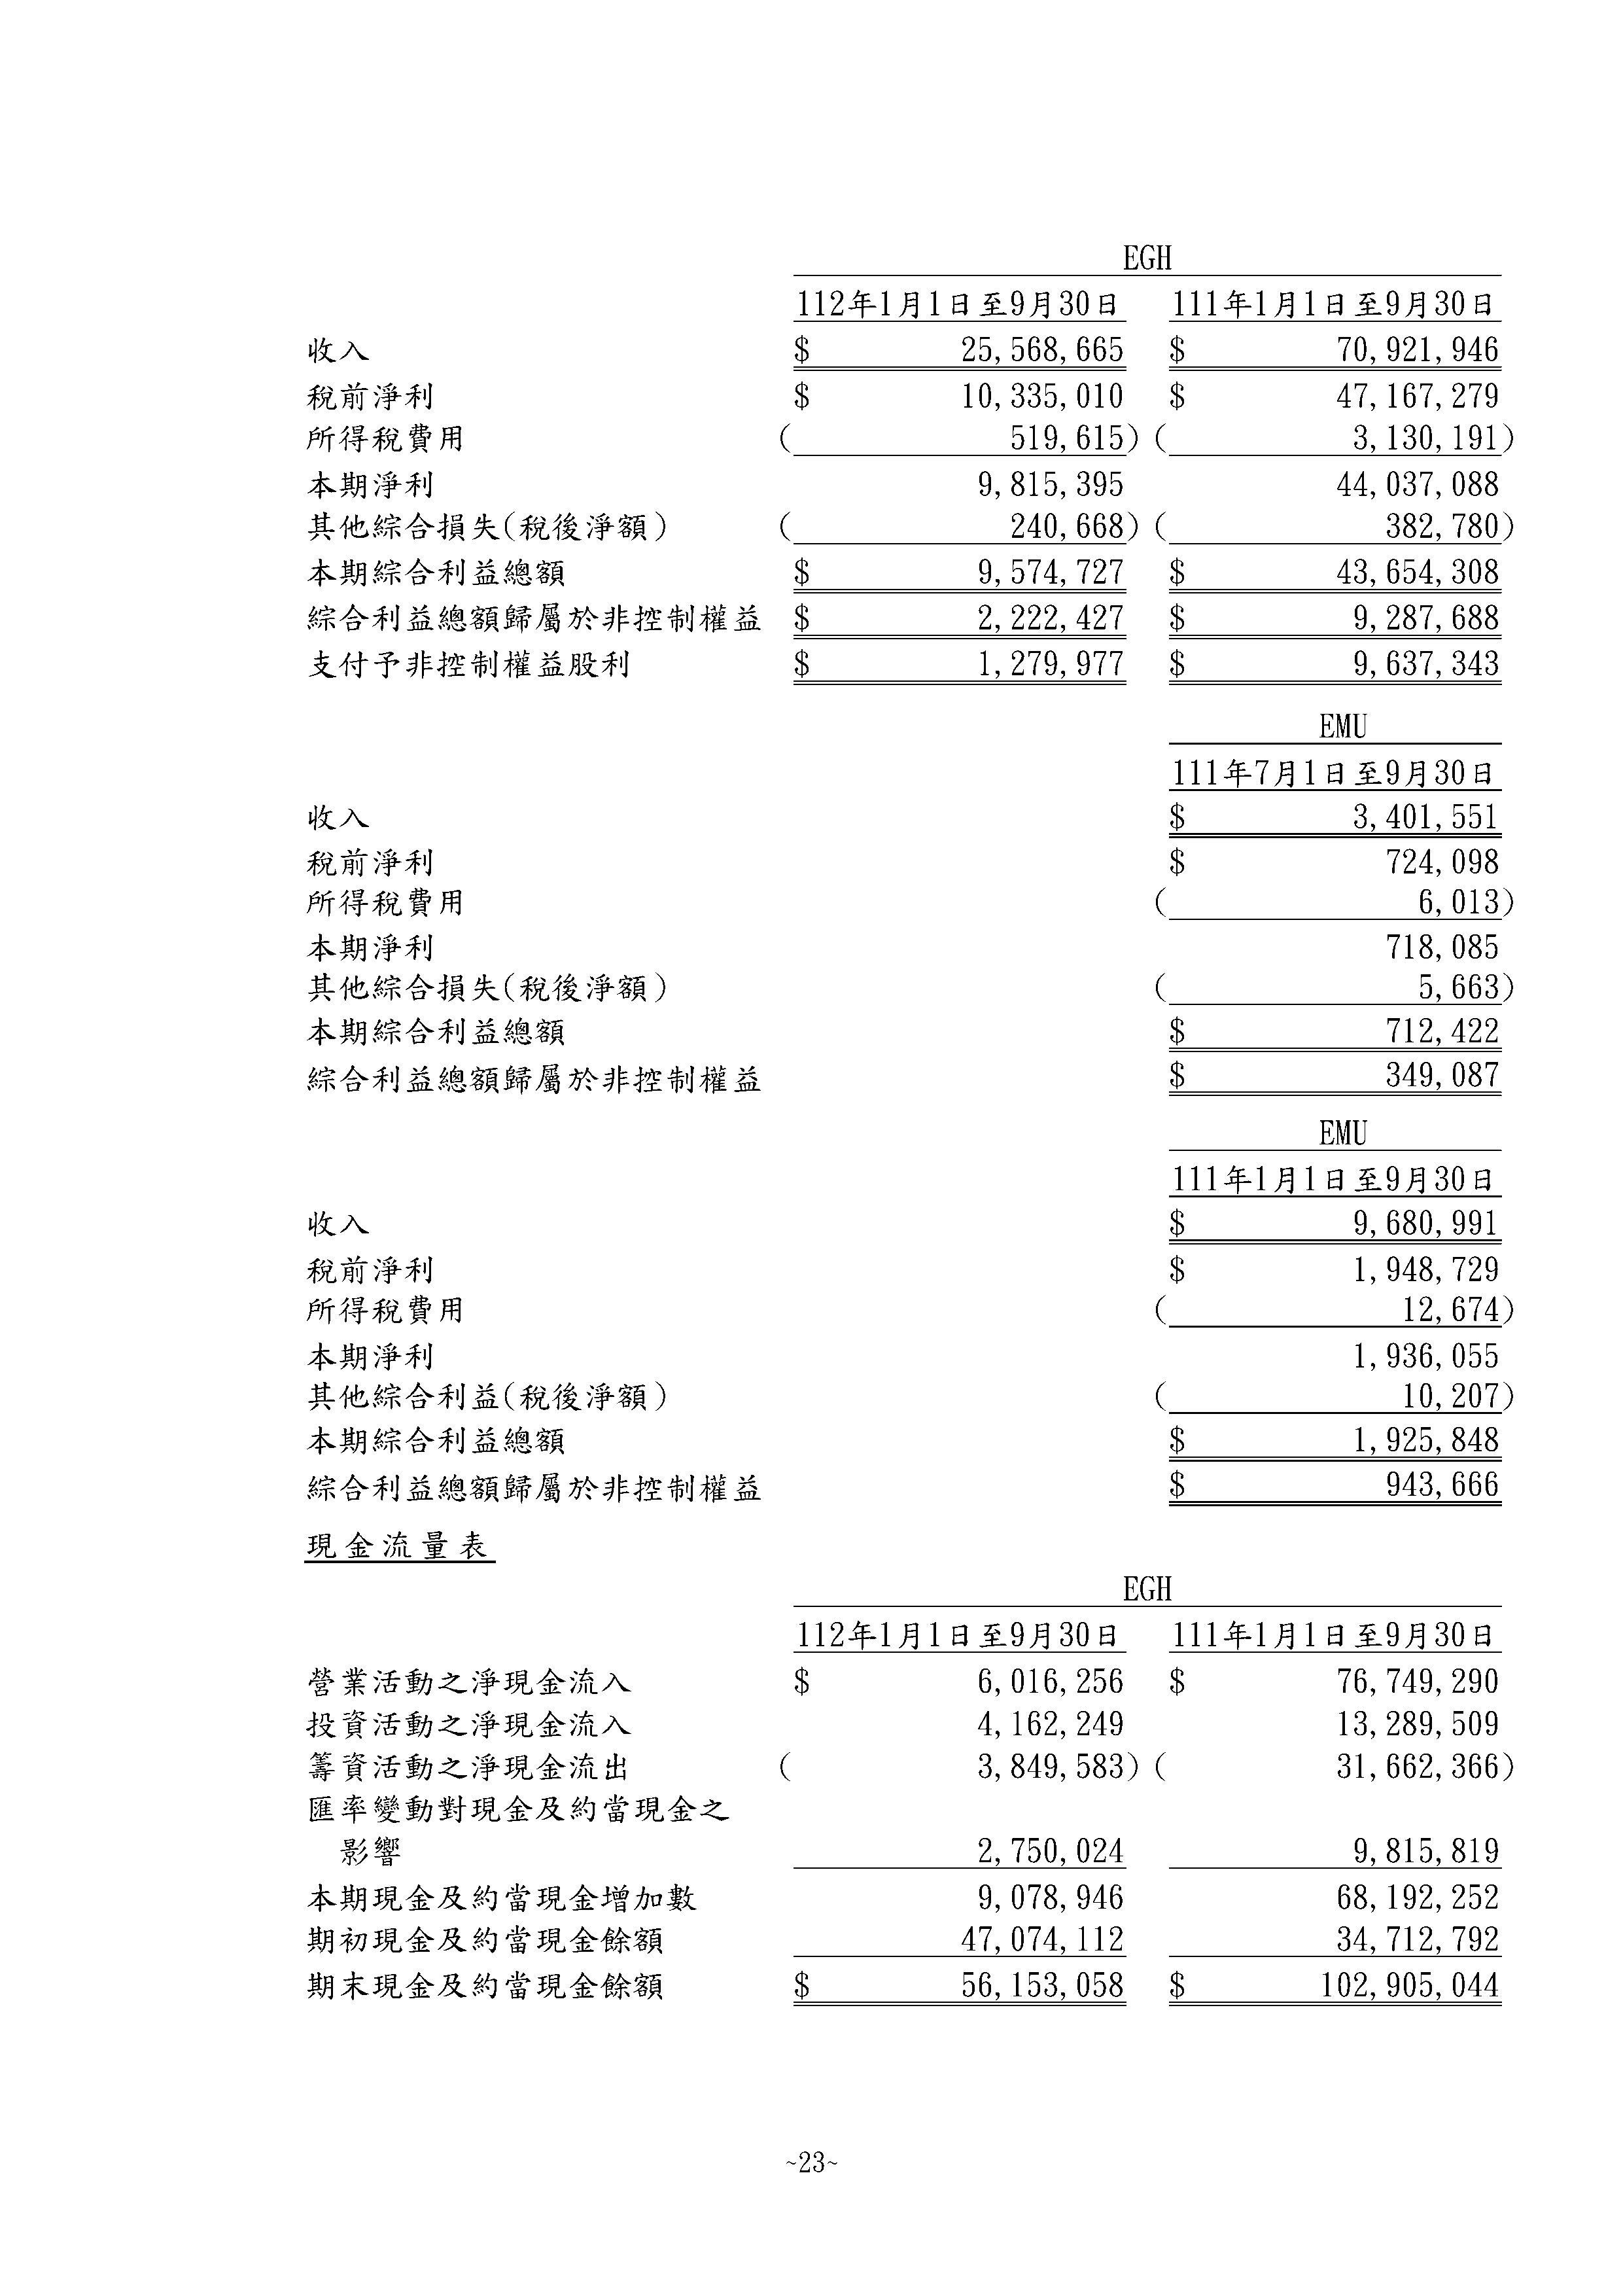 EGH
112年1月1日至9月30日 111年1月1日至9月30日
收入 $ 25,568,665 $ 70,921,946
稅前淨利 $ 10,335,010 $ 47,167,279
所得稅費用 ( 519,615) ( 3,130,191)
本期淨利 9,815,395 44,037,088
其他綜合損失(稅後淨額) ( 240,668) ( 382,780)
本期綜合利益總額 $ 9,574,727 $ 43,654,308
綜合利益總額歸屬於非控制權益 $ 2,222,427 $ 9,287,688
支付予非控制權益股利 $ 1,279,977 $ 9,637,343
EMU
111年7月1日至9月30日
收入 $ 3,401,551
稅前淨利 $ 724,098
所得稅費用 ( 6,013)
本期淨利 718,085
其他綜合損失(稅後淨額) ( 5,663)
本期綜合利益總額 $ 712,422
綜合利益總額歸屬於非控制權益 $ 349,087
EMU
111年1月1日至9月30日
收入 $ 9,680,991
稅前淨利 $ 1,948,729
所得稅費用 ( 12,674)
本期淨利 1,936,055
其他綜合利益(稅後淨額) ( 10,207)
本期綜合利益總額 $ 1,925,848
綜合利益總額歸屬於非控制權益 $ 943,666
現金流量表
EGH
112年1月1日至9月30日 111年1月1日至9月30日
營業活動之淨現金流入 $ 6,016,256 $ 76,749,290
投資活動之淨現金流入 4,162,249 13,289,509
籌資活動之淨現金流出 ( 3,849,583) ( 31,662,366)
匯率變動對現金及約當現金之
影響 2,750,024 9,815,819
本期現金及約當現金增加數 9,078,946 68,192,252
期初現金及約當現金餘額 47,074,112 34,712,792
期末現金及約當現金餘額 $ 56,153,058 $ 102,905,044
~23~